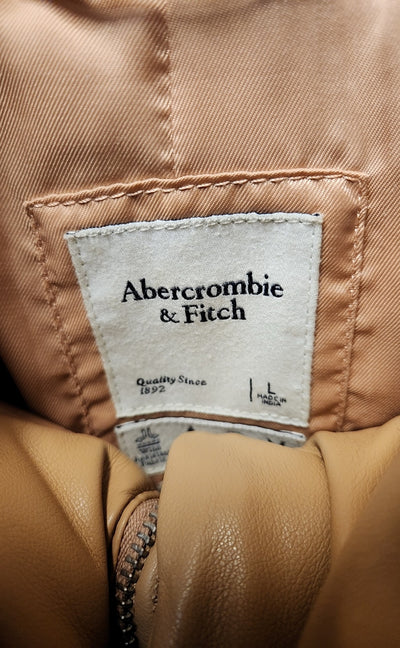 Abercrombie
& Fitch
Quality Since
1892
L
MADE IN
INDIA